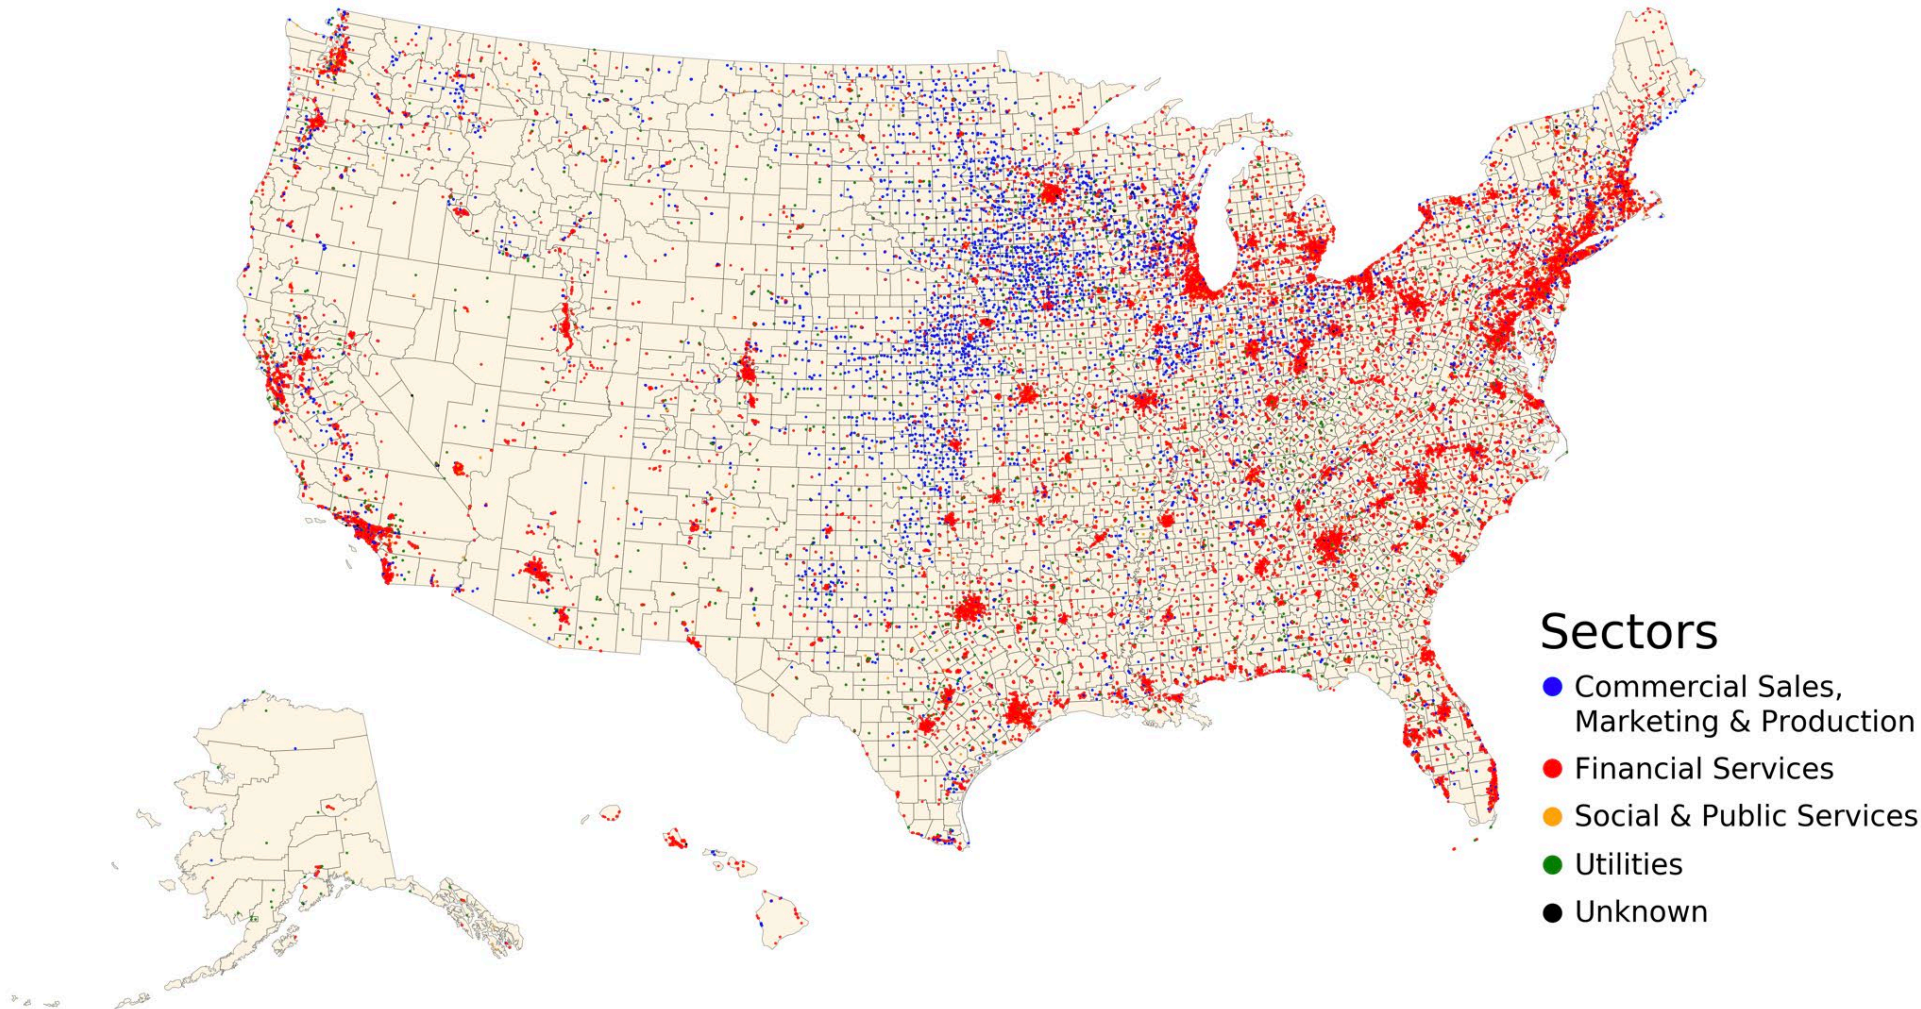 Sectors
Commercial Sales,
Marketing & Production
Financial Services
Social & Public Services
Utilities
Unknown